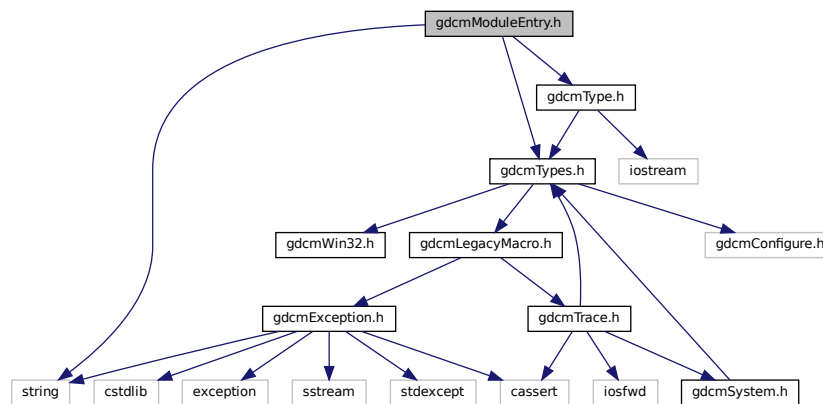 gdcmModuleEntry.h
gdcmType.h
gdcmTypes.h
iostream
gdcmWin32.h
gdcmLegacyMacro.h
gdcmConfigure.h
gdcmException.h
gdcmTrace.h
string
cstdlib
exception
sstream
stdexcept
cassert
iosfwd
gdcmSystem.h